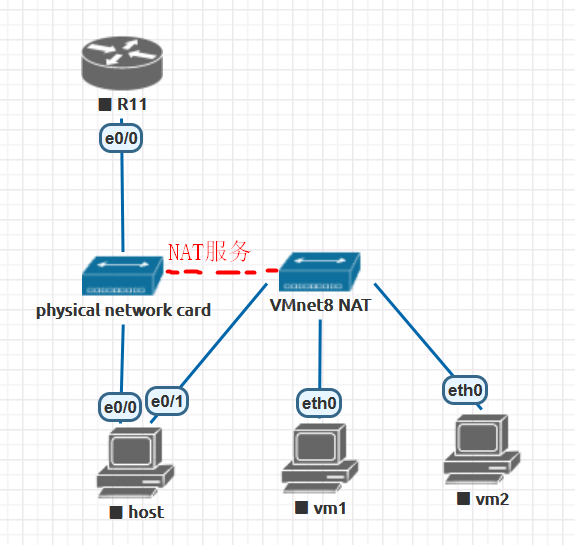 R11
e0/0
NAT服务
physical network card
VMnet8 NAT
e0/0
e0/1
eth0
eth0
host
vm1
vm2